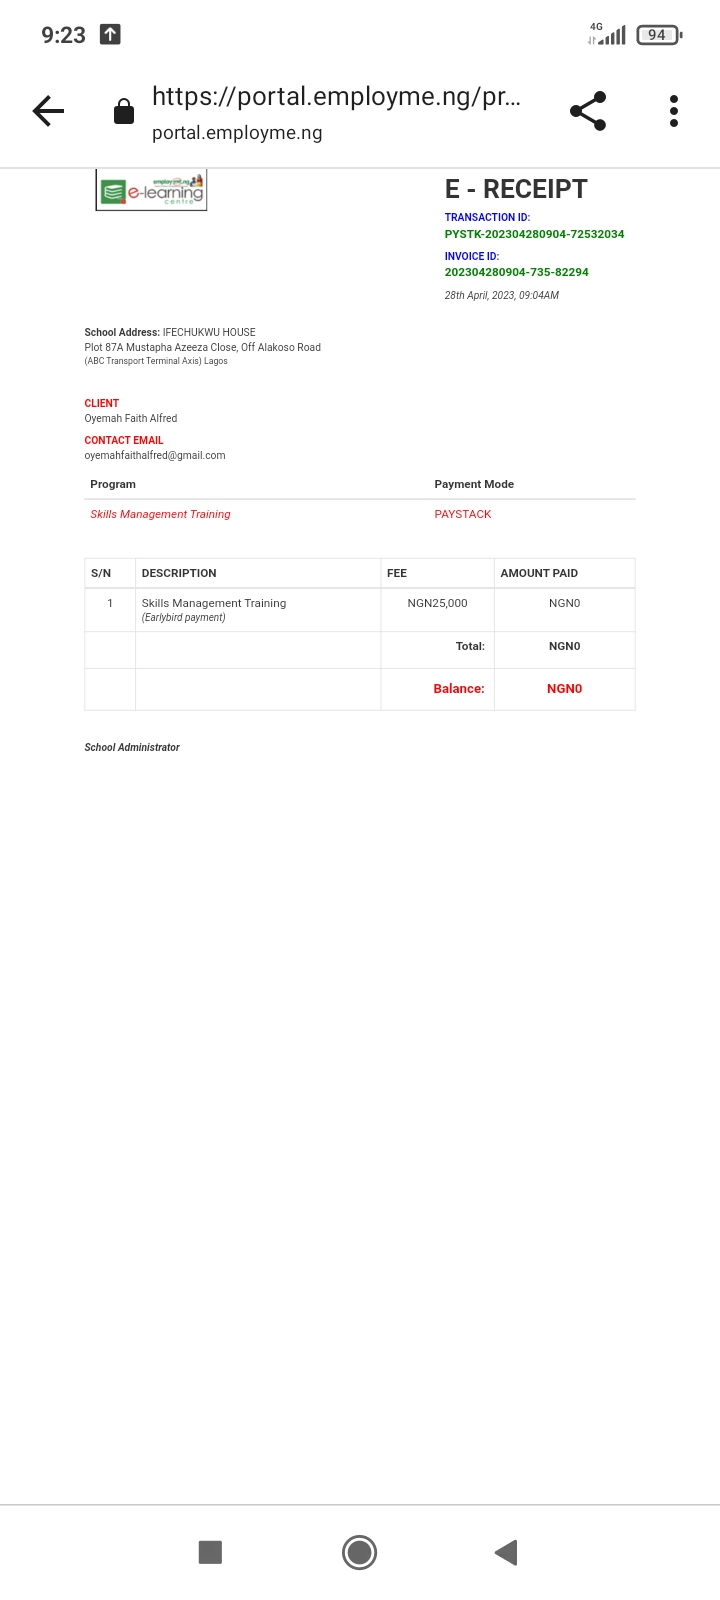 9:23
4G
94
https://portal.employme.ng/pr...
portal.employme.ng
e-learning
centre
E - RECEIPT
TRANSACTION ID:
PYSTK-202304280904-72532034
INVOICE ID:
202304280904-735-82294
28th April, 2023, 09:04AM
School Address: IFECHUKWU HOUSE
Plot 87A Mustapha Azeeza Close, Off Alakoso Road
(ABC Transport Terminal Axis) Lagos
CLIENT
Oyemah Faith Alfred
CONTACT EMAIL
oyemahfaithalfred@gmail.com
Program Payment Mode
Skills Management Training PAYSTACK
S/N DESCRIPTION FEE AMOUNT PAID
1 Skills Management Training NGN25,000 NGN0
(Earlybird payment)
Total: NGN0
Balance: NGN0
School Administrator